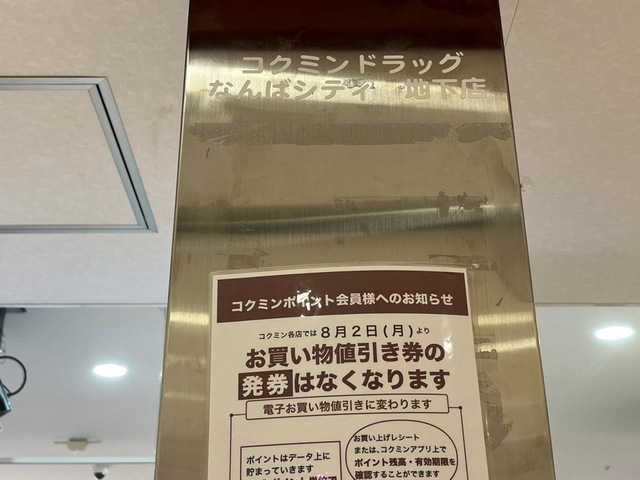 コクミンドラッグ
なんばシティ 地下店
コクミンポイント会員様へのお知らせ
コクミン各店では 8月2日(月)より
お買い物値引き券の
発券はなくなります
電子お買い物値引きに変わります
ポイントはデータ上に
貯まっていきます
お買い上げレシート
または、コクミンアプリ上で
ポイント残高・有効期限を
確認することができます